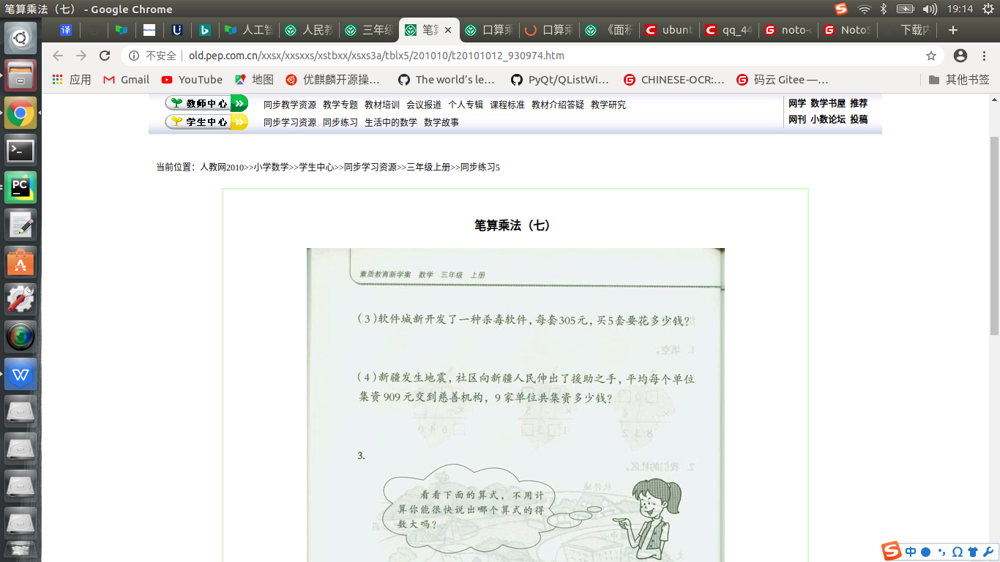 笔算乘法（七） - Google Chrome
19:14
译
人工智
人民教
三年级
笔算
口算乘
口算乘
《面积
ubunt
qq_44
noto-c
NotoS
下载内
不安全
old.pep.com.cn/xxsx/xxsxxs/xstbxx/xsxs3a/tblx5/201010/t20101012_930974.htm
应用
Gmail
YouTube
地图
优麒麟开源操…
The world's le…
PyQt/QListWi…
CHINESE-OCR:…
码云 Gitee —…
其他书签
教师中心
同步教学资源 教学专题 教材培训 会议报道 个人专辑 课程标准 教材介绍答疑 教学研究
网学 数学书屋 推荐
学生中心
同步学习资源 同步练习 生活中的数学 数学故事
网刊 小数论坛 投稿
当前位置：人教网2010>>小学数学>>学生中心>>同步学习资源>>三年级上册>>同步练习5
笔算乘法（七）
素质教育新学案 数学 三年级 上册
(3)软件城新开发了一种杀毒软件，每套305元，买5套要花多少钱？
(4)新疆发生地震，社区向新疆人民伸出了援助之手，平均每个单位
集资909元交到慈善机构，9家单位共集资多少钱？
3.
看看下面的算式，不用计
算你能很快说出哪个算式的得
数大吗？
中